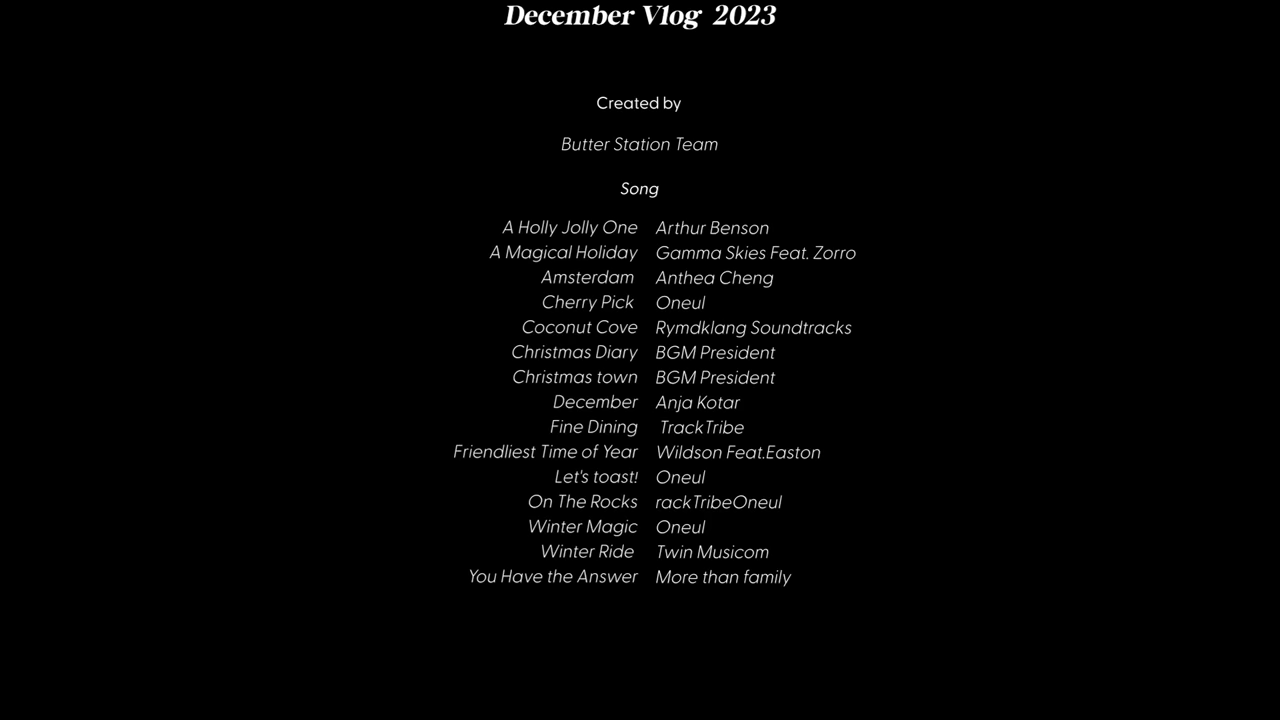 December Vlog 2023
Created by
Butter Station Team
Song
A Holly Jolly One Arthur Benson
A Magical Holiday Gamma Skies Feat. Zorro
Amsterdam Anthea Cheng
Cherry Pick Oneul
Coconut Cove Rymdklang Soundtracks
Christmas Diary BGM President
Christmas town BGM President
December Anja Kotar
Fine Dining TrackTribe
Friendliest Time of Year Wildson Feat.Easton
Let's toast! Oneul
On The Rocks rackTribeOneul
Winter Magic Oneul
Winter Ride Twin Musicom
You Have the Answer More than family